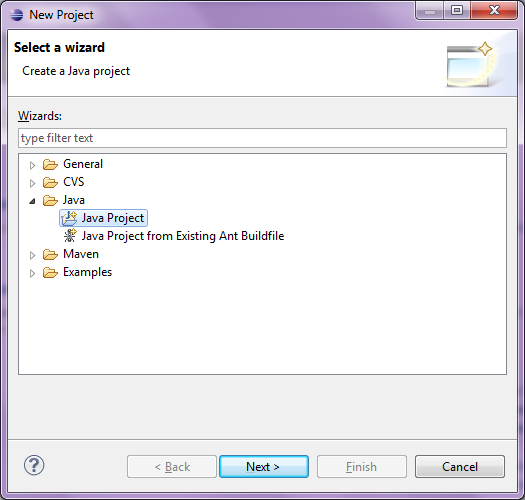 New Project
Select a wizard
Create a Java project
Wizards:
type filter text
General
CVS
Java
Java Project
Java Project from Existing Ant Buildfile
Maven
Examples
?
< Back
Next >
Finish
Cancel